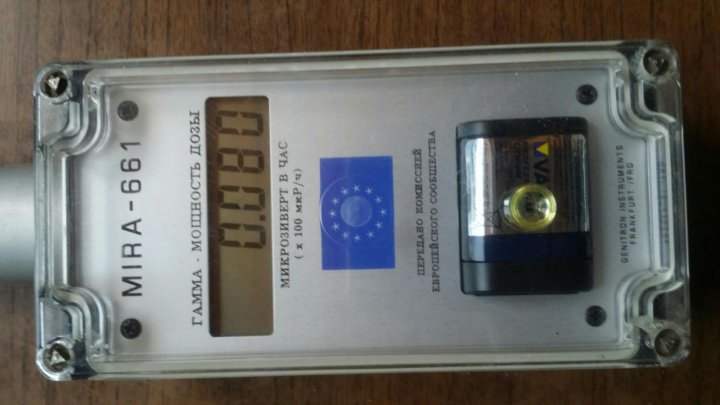 MIRA-661
ГАММА - МОЩНОСТЬ ДОЗЫ
0.080
МИКРОЗИВЕРТ В ЧАС
( x 100 мкР/ч)
ПЕРЕДАНО КОМИССИЕЙ
ЕВРОПЕЙСКОГО СООБЩЕСТВА
GENITRON INSTRUMENTS
FRANKFURT /FRG